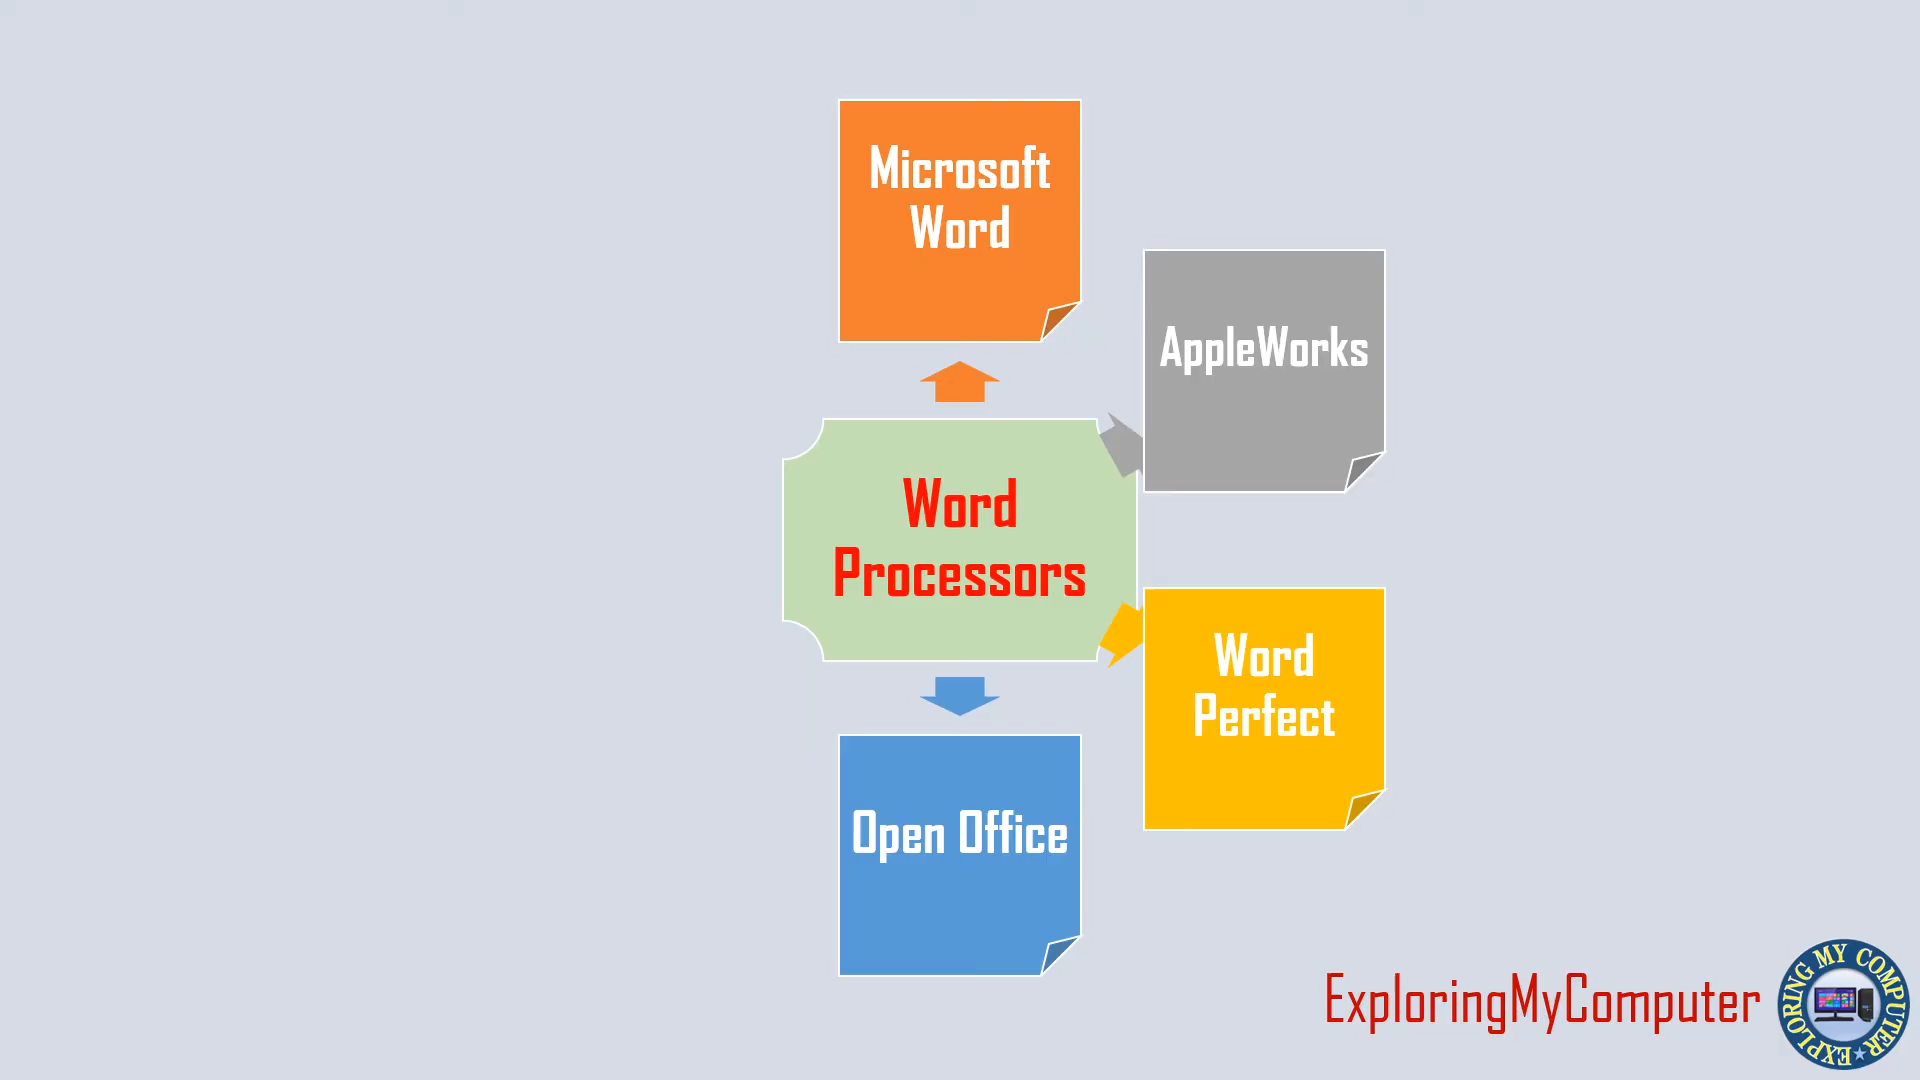 Microsoft
Word
AppleWorks
Word
Processors
Word
Perfect
Open Office
ExploringMyComputer
EXPLORING MY COMPUTER